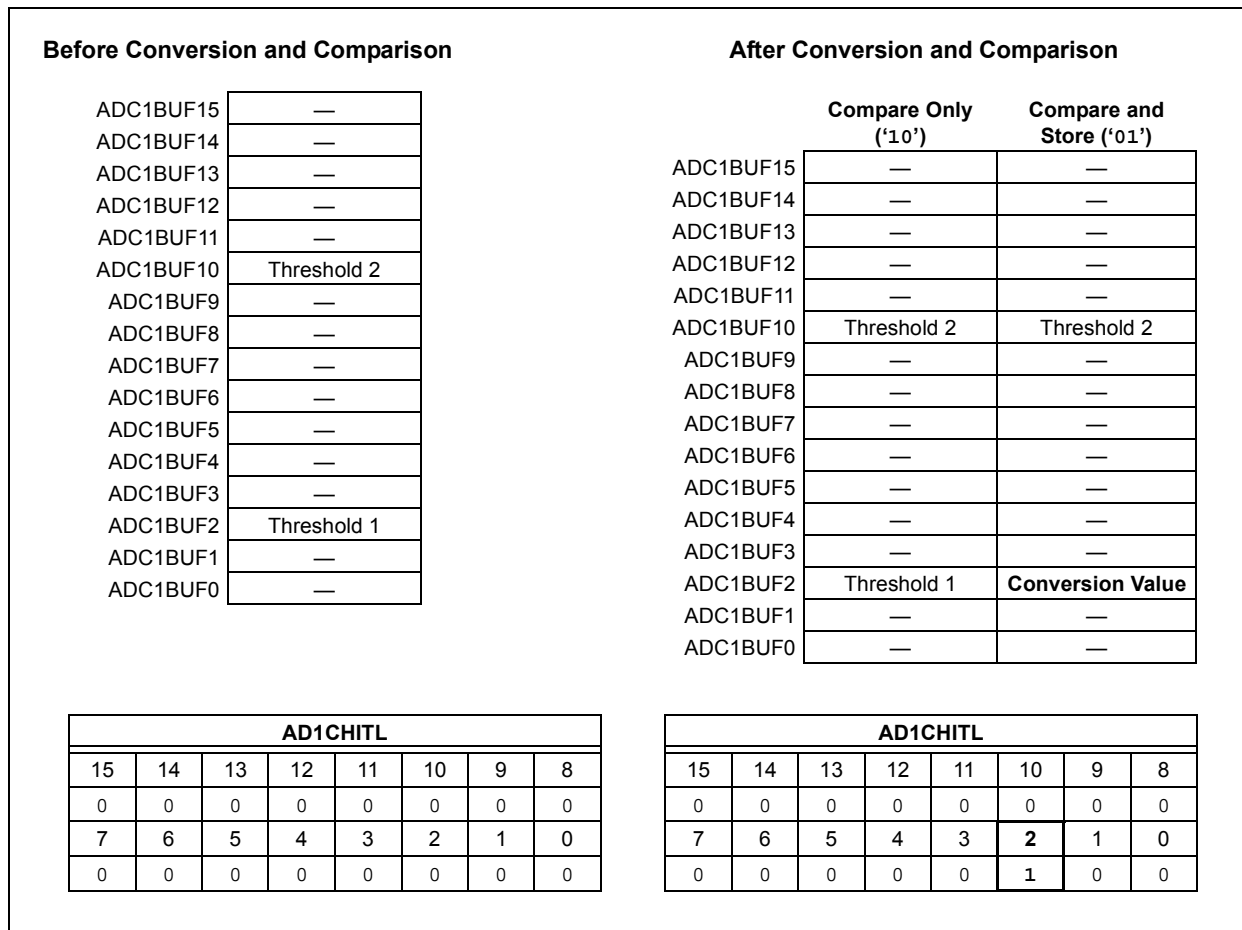 Before Conversion and Comparison
ADC1BUF15 —
ADC1BUF14 —
ADC1BUF13 —
ADC1BUF12 —
ADC1BUF11 —
ADC1BUF10 Threshold 2
ADC1BUF9 —
ADC1BUF8 —
ADC1BUF7 —
ADC1BUF6 —
ADC1BUF5 —
ADC1BUF4 —
ADC1BUF3 —
ADC1BUF2 Threshold 1
ADC1BUF1 —
ADC1BUF0 —
After Conversion and Comparison
Compare Only Compare and
(‘10’) Store (‘01’)
ADC1BUF15 — —
ADC1BUF14 — —
ADC1BUF13 — —
ADC1BUF12 — —
ADC1BUF11 — —
ADC1BUF10 Threshold 2 Threshold 2
ADC1BUF9 — —
ADC1BUF8 — —
ADC1BUF7 — —
ADC1BUF6 — —
ADC1BUF5 — —
ADC1BUF4 — —
ADC1BUF3 — —
ADC1BUF2 Threshold 1 Conversion Value
ADC1BUF1 — —
ADC1BUF0 — —
AD1CHITL
15 14 13 12 11 10 9 8
0 0 0 0 0 0 0 0
7 6 5 4 3 2 1 0
0 0 0 0 0 0 0 0
AD1CHITL
15 14 13 12 11 10 9 8
0 0 0 0 0 0 0 0
7 6 5 4 3 2 1 0
0 0 0 0 0 1 0 0